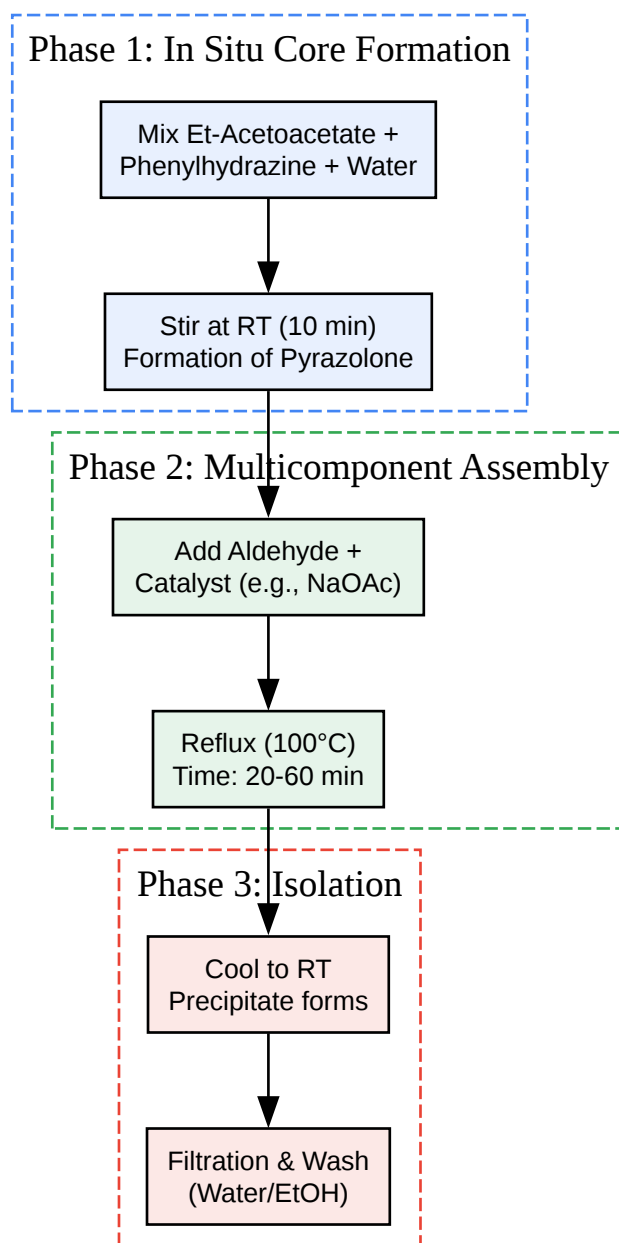 Phase 1: In Situ Core Formation
Mix Et-Acetoacetate +
Phenylhydrazine + Water
Stir at RT (10 min)
Formation of Pyrazolone
Phase 2: Multicomponent Assembly
Add Aldehyde +
Catalyst (e.g., NaOAc)
Reflux (100°C)
Time: 20-60 min
Phase 3: Isolation
Cool to RT
Precipitate forms
Filtration & Wash
(Water/EtOH)